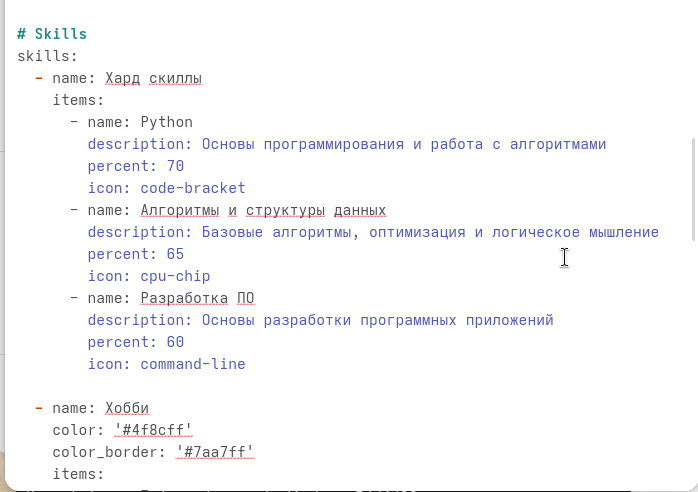 # Skills
skills:
- name: Хард скиллы
items:
- name: Python
description: Основы программирования и работа с алгоритмами
percent: 70
icon: code-bracket
- name: Алгоритмы и структуры данных
description: Базовые алгоритмы, оптимизация и логическое мышление
percent: 65
icon: cpu-chip
- name: Разработка ПО
description: Основы разработки программных приложений
percent: 60
icon: command-line
- name: Хобби
color: '#4f8cff'
color_border: '#7aa7ff'
items: